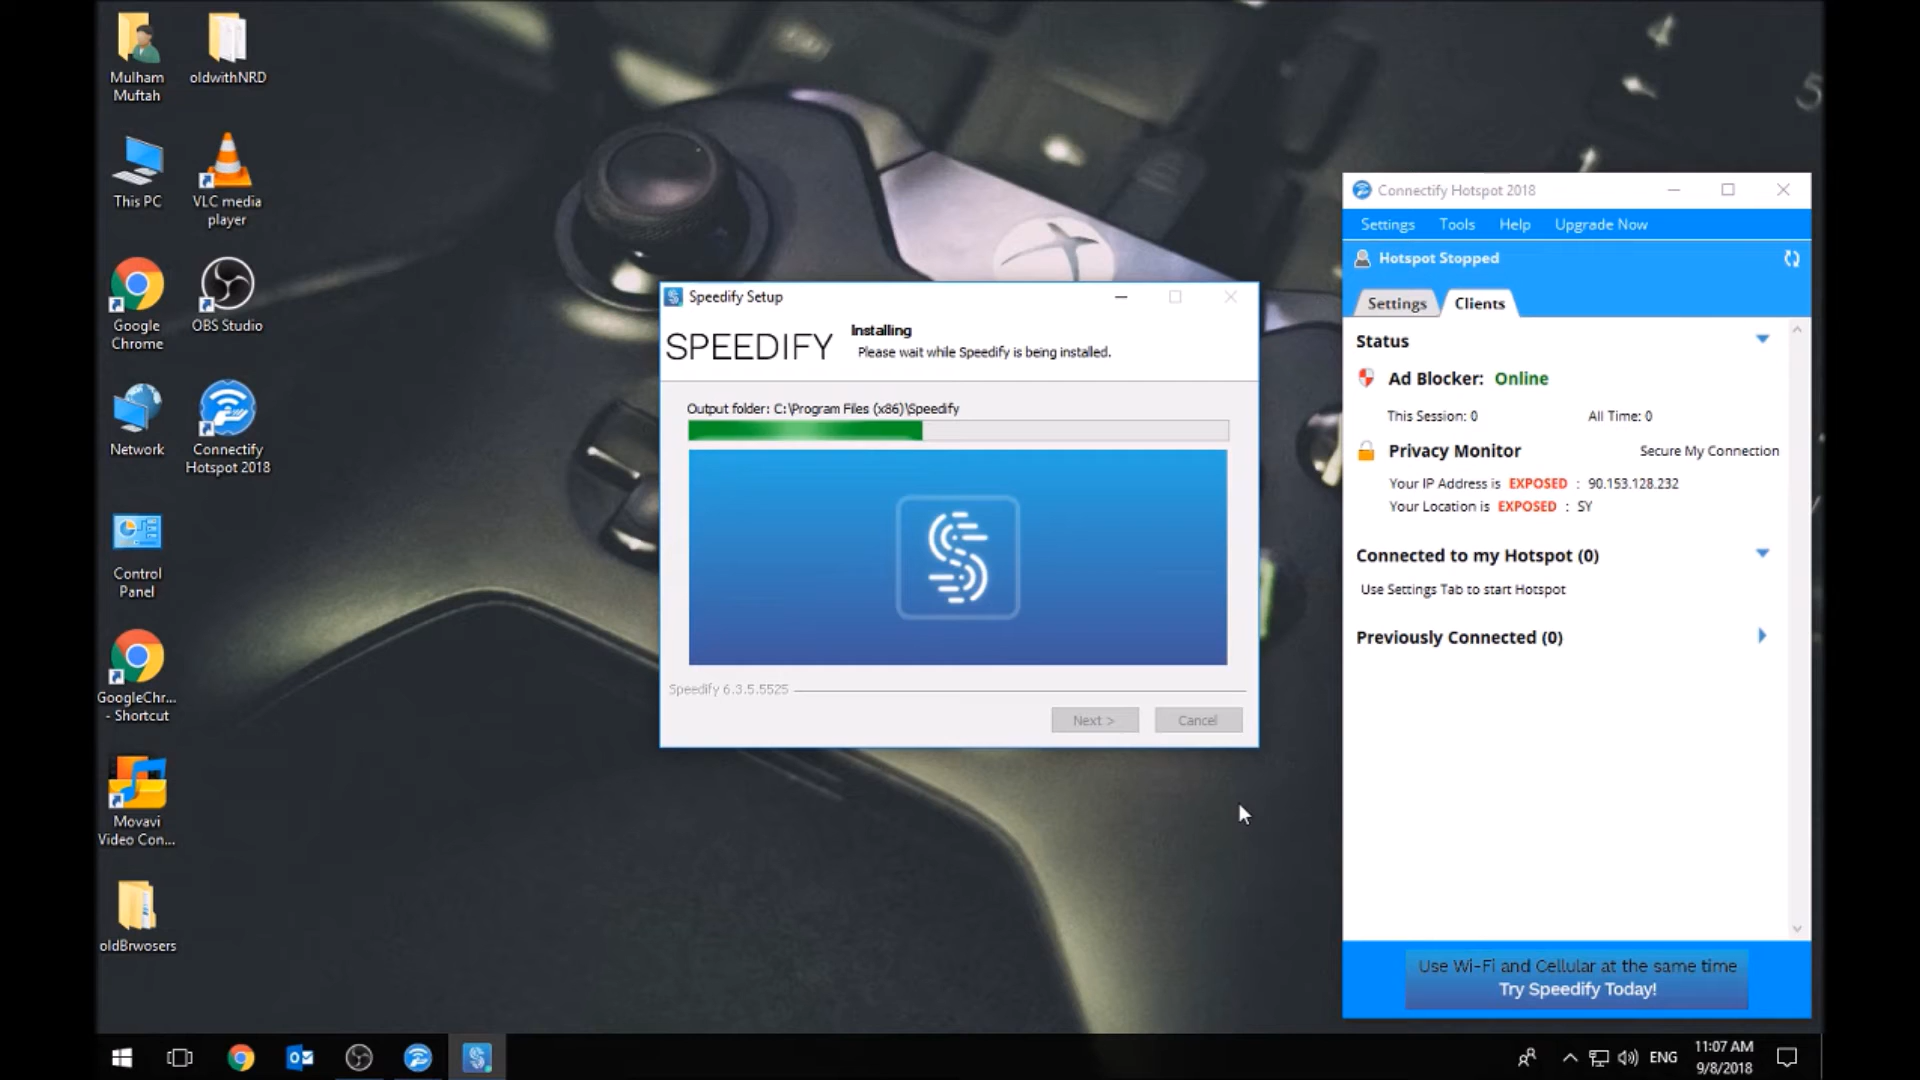 Mulham
Muftah
oldwithNRD
This PC
VLC media
player
Google
Chrome
OBS Studio
Network
Connectify
Hotspot 2018
Control
Panel
GoogleChr...
- Shortcut
Movavi
Video Con...
oldBrwosers
5
Speedify Setup
SPEEDIFY
Installing
Please wait while Speedify is being installed.
Output folder: C:\Program Files (x86)\Speedify
Speedify 6.3.5.5525
Next >
Cancel
Connectify Hotspot 2018
Settings Tools Help Upgrade Now
Hotspot Stopped
Settings Clients
Status
Ad Blocker: Online
This Session: 0 All Time: 0
Privacy Monitor Secure My Connection
Your IP Address is EXPOSED : 90.153.128.232
Your Location is EXPOSED : SY
Connected to my Hotspot (0)
Use Settings Tab to start Hotspot
Previously Connected (0)
Use Wi-Fi and Cellular at the same time
Try Speedify Today!
ENG
11:07 AM
9/8/2018